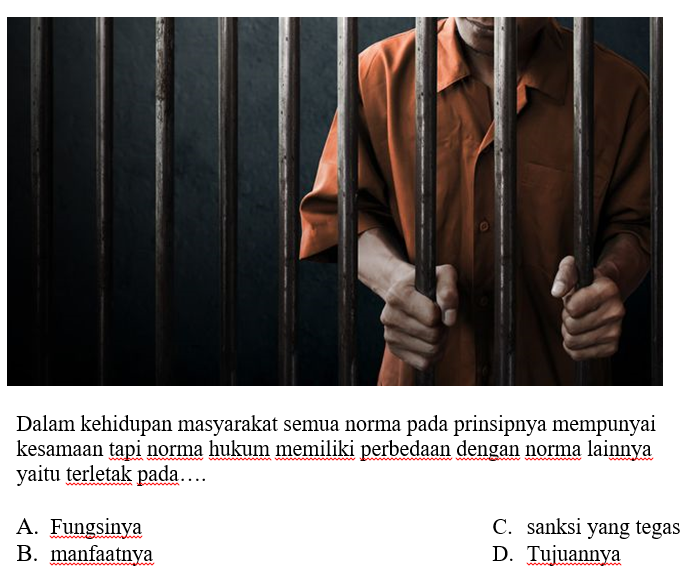 Dalam kehidupan masyarakat semua norma pada prinsipnya mempunyai
kesamaan tapi norma hukum memiliki perbedaan dengan norma lainnya
yaitu terletak pada….
A. Fungsinya
C. sanksi yang tegas
B. manfaatnya
D. Tujuannya